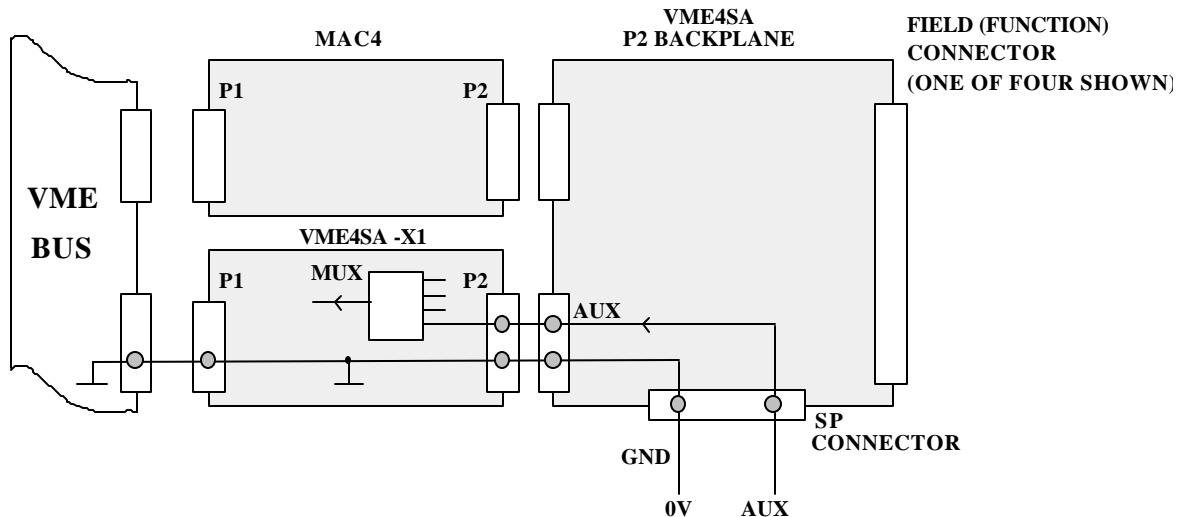 MAC4
VME4SA
P2 BACKPLANE
FIELD (FUNCTION)
CONNECTOR
(ONE OF FOUR SHOWN)
P1
P2
VME
BUS
VME4SA -X1
P1
MUX
P2
AUX
SP
CONNECTOR
GND
0V
AUX